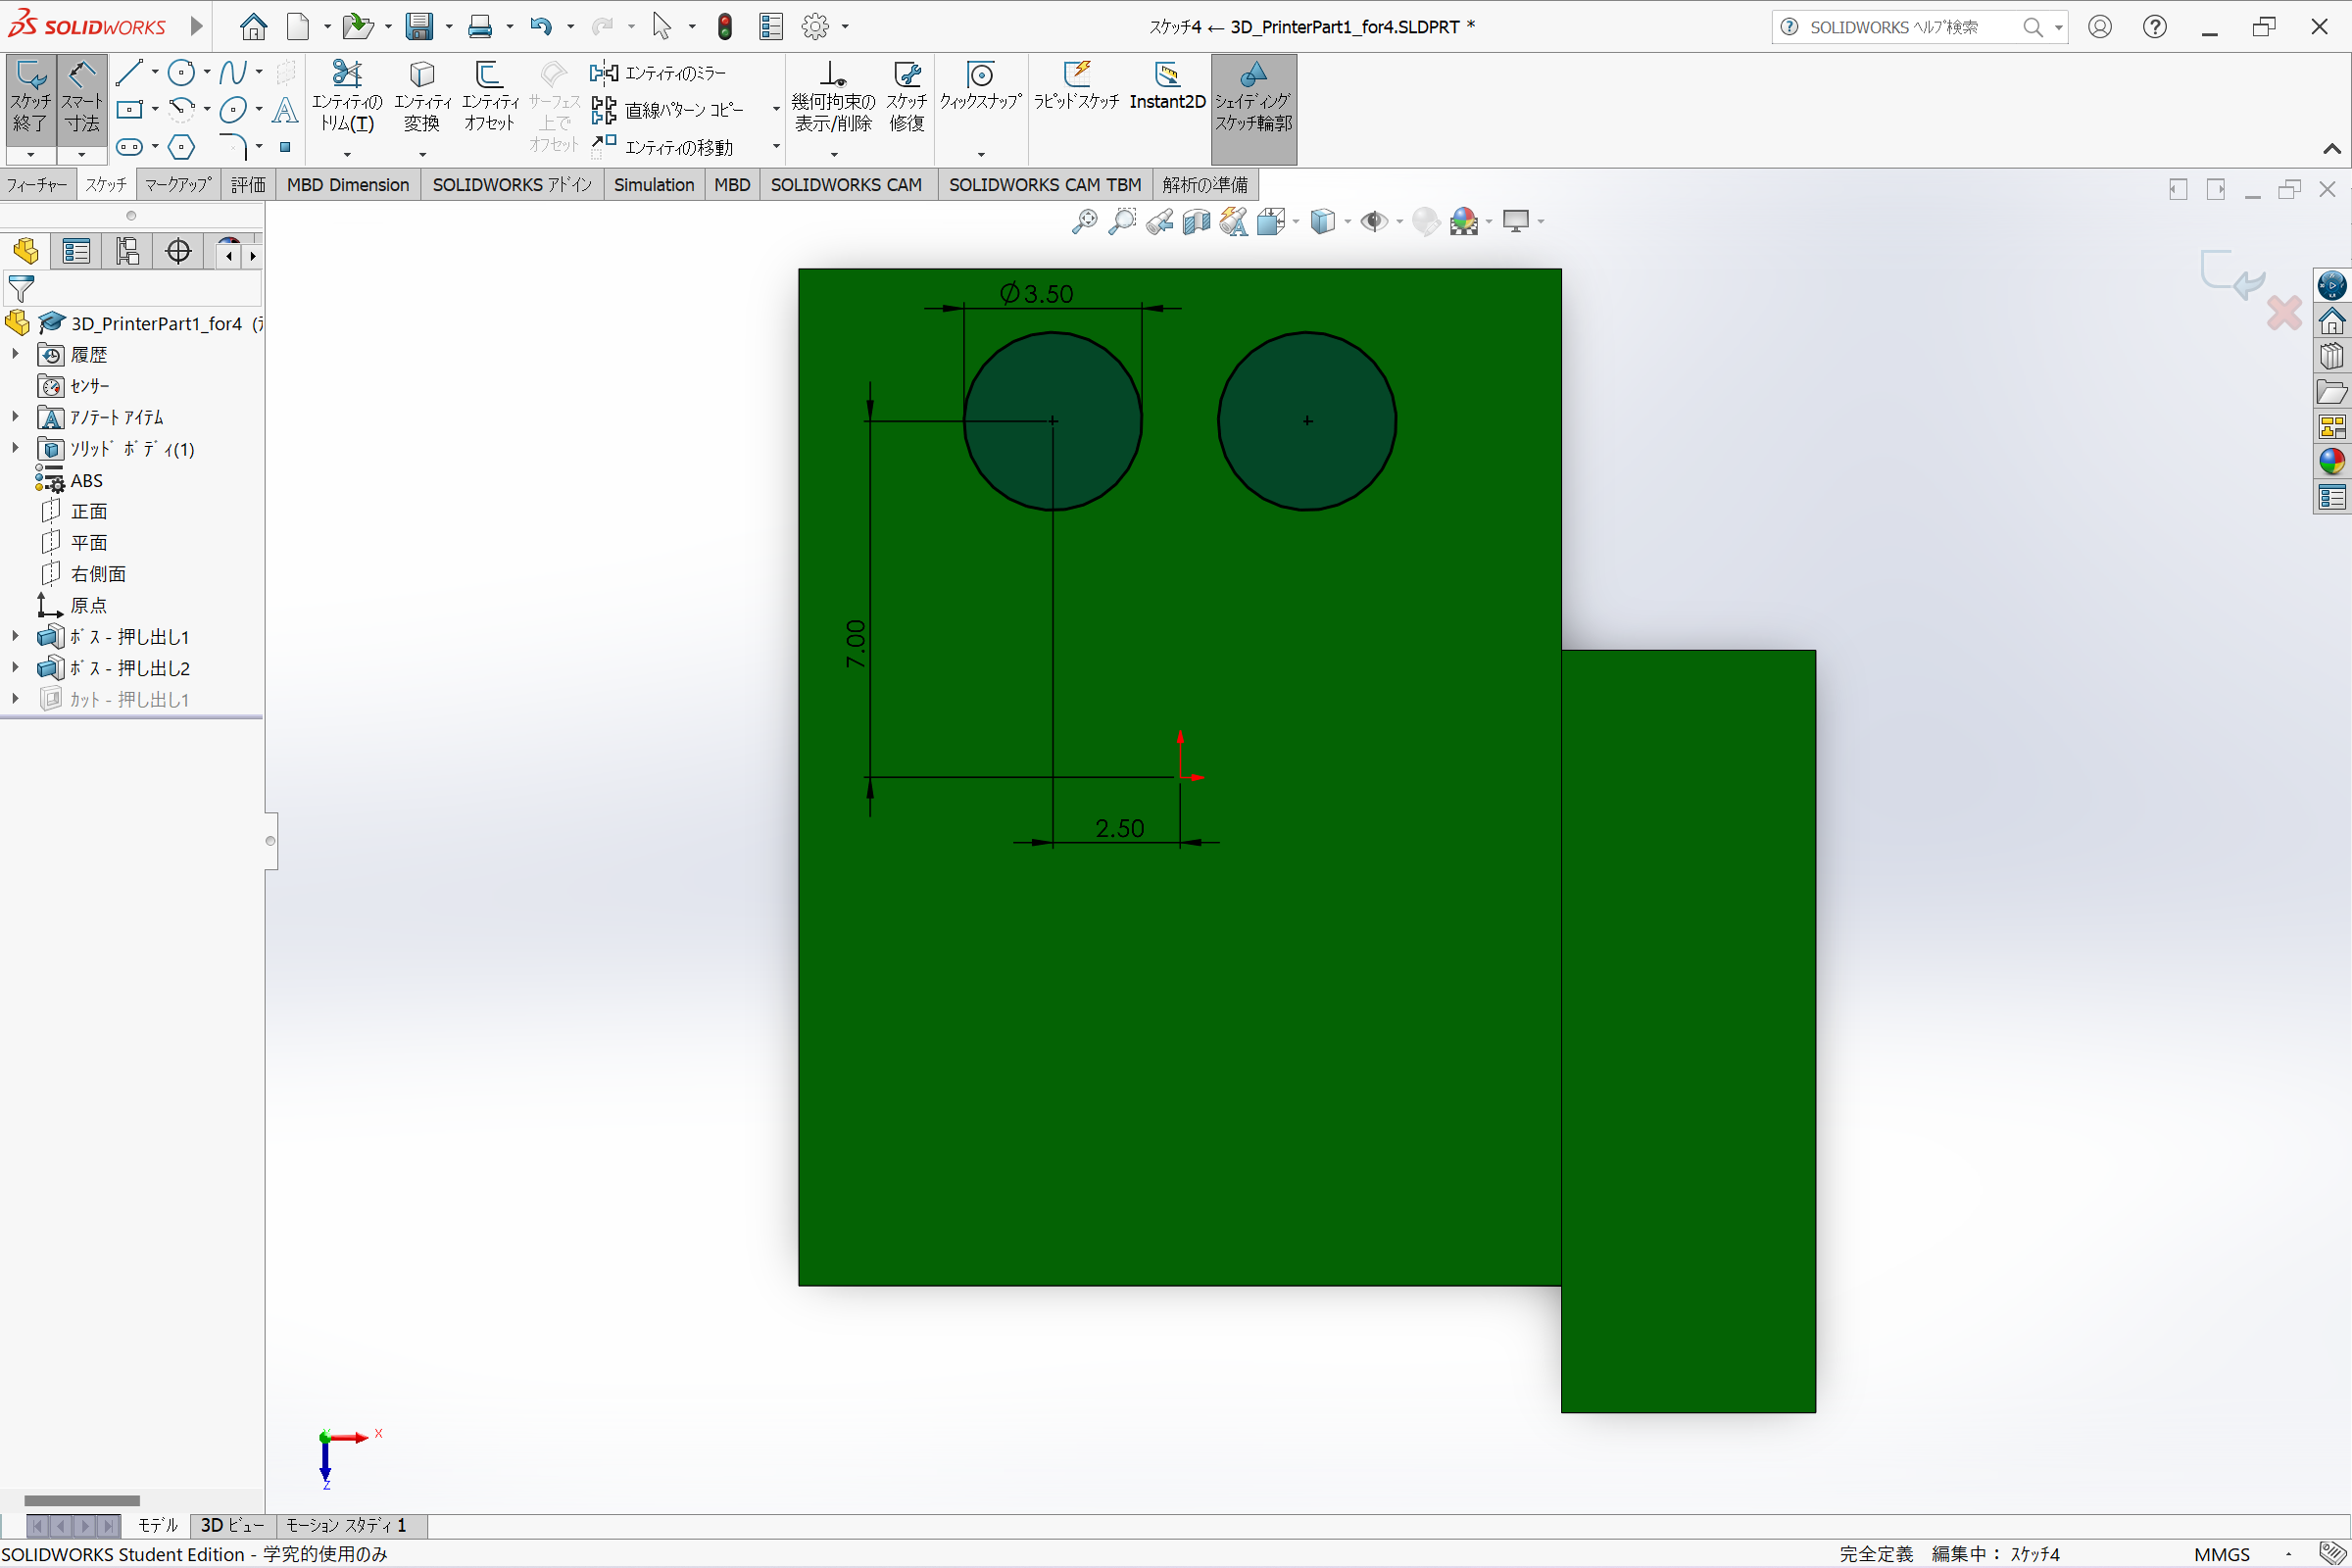 SOLIDWORKS
スケッチ4 ← 3D_PrinterPart1_for4.SLDPRT *
SOLIDWORKS ヘルプ検索
スケッチ終了
スマート寸法
エンティティのトリム(T)
エンティティ変換
エンティティオフセット
サーフェス上でオフセット
エンティティのミラー
直線パターン コピー
エンティティの移動
幾何拘束の表示/削除
スケッチ修復
クイックスナップ
ラピッドスケッチ
Instant2D
シェイディングスケッチ輪郭
フィーチャー
スケッチ
マークアップ
評価
MBD Dimension
SOLIDWORKS アドイン
Simulation
MBD
SOLIDWORKS CAM
SOLIDWORKS CAM TBM
解析の準備
3D_PrinterPart1_for4
履歴
センサー
アノテート アイテム
ソリッド ボディ(1)
ABS
正面
平面
右側面
原点
ボス - 押し出し1
ボス - 押し出し2
カット - 押し出し1
Ø3.50
7.00
2.50
X
Y
Z
モデル
3D ビュー
モーション スタディ 1
SOLIDWORKS Student Edition - 学究的使用のみ
完全定義
編集中： スケッチ4
MMGS